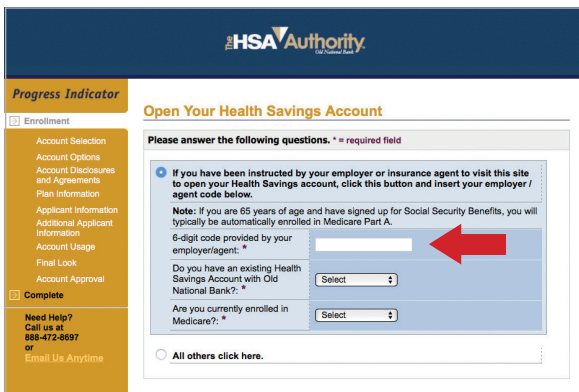 The HSA Authority.
Old National Bank
Progress Indicator
Enrollment
Account Selection
Account Options
Account Disclosures
and Agreements
Plan Information
Applicant Information
Additional Applicant
Information
Account Usage
Final Look
Account Approval
Complete
Need Help?
Call us at
888-472-8697
or
Email Us Anytime
Open Your Health Savings Account
Please answer the following questions. * = required field
If you have been instructed by your employer or insurance agent to visit this site
to open your Health Savings account, click this button and insert your employer /
agent code below.
Note: If you are 65 years of age and have signed up for Social Security Benefits, you will
typically be automatically enrolled in Medicare Part A.
6-digit code provided by your
employer/agent: *
Do you have an existing Health
Savings Account with Old
National Bank?: *
Select
Are you currently enrolled in
Medicare?: *
Select
All others click here.